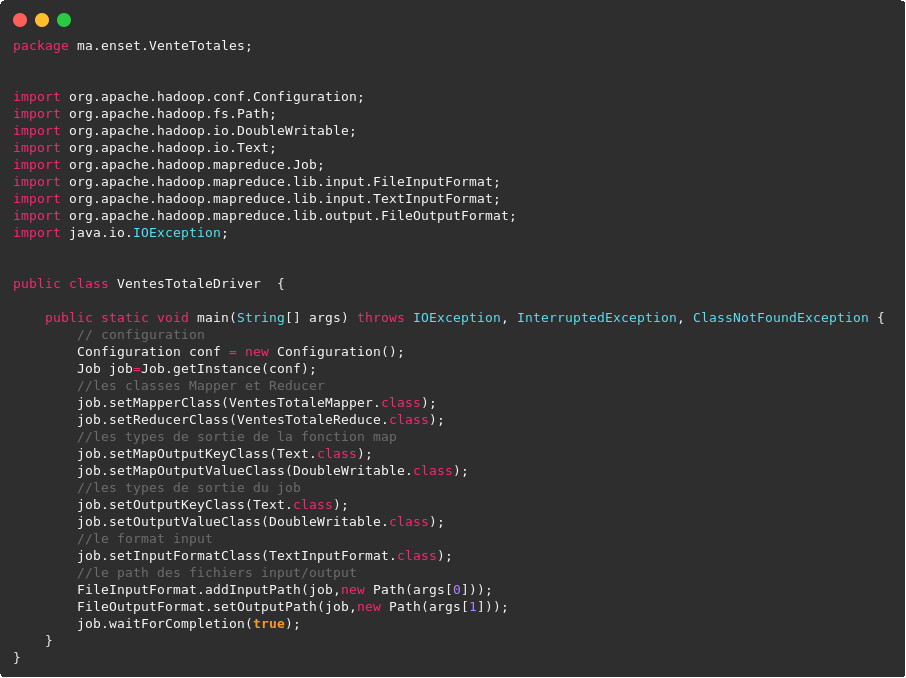 package ma.enset.VenteTotales;
import org.apache.hadoop.conf.Configuration;
import org.apache.hadoop.fs.Path;
import org.apache.hadoop.io.DoubleWritable;
import org.apache.hadoop.io.Text;
import org.apache.hadoop.mapreduce.Job;
import org.apache.hadoop.mapreduce.lib.input.FileInputFormat;
import org.apache.hadoop.mapreduce.lib.input.TextInputFormat;
import org.apache.hadoop.mapreduce.lib.output.FileOutputFormat;
import java.io.IOException;
public class VentesTotaleDriver  {
    public static void main(String[] args) throws IOException, InterruptedException, ClassNotFoundException {
        // configuration
        Configuration conf = new Configuration();
        Job job=Job.getInstance(conf);
        //les classes Mapper et Reducer
        job.setMapperClass(VentesTotaleMapper.class);
        job.setReducerClass(VentesTotaleReduce.class);
        //les types de sortie de la fonction map
        job.setMapOutputKeyClass(Text.class);
        job.setMapOutputValueClass(DoubleWritable.class);
        //les types de sortie du job
        job.setOutputKeyClass(Text.class);
        job.setOutputValueClass(DoubleWritable.class);
        //le format input
        job.setInputFormatClass(TextInputFormat.class);
        //le path des fichiers input/output
        FileInputFormat.addInputPath(job,new Path(args[0]));
        FileOutputFormat.setOutputPath(job,new Path(args[1]));
        job.waitForCompletion(true);
    }
}